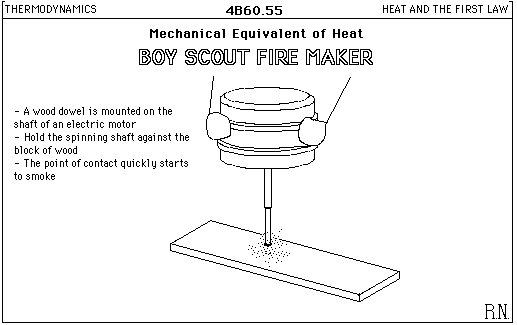 THERMODYNAMICS 4B60.55 HEAT AND THE FIRST LAW
Mechanical Equivalent of Heat
BOY SCOUT FIRE MAKER
- A wood dowel is mounted on the
shaft of an electric motor
- Hold the spinning shaft against the
block of wood
- The point of contact quickly starts
to smoke
R.N.